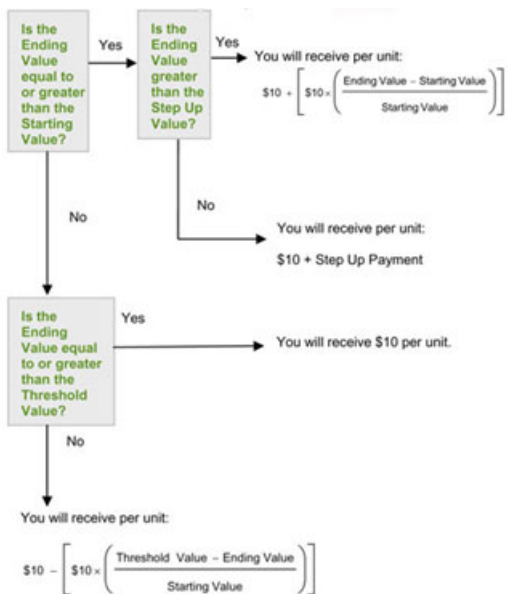 Is the
Ending
Value
equal to
or greater
than the
Starting
Value?
Yes
Is the
Ending
Value
greater
than the
Step Up
Value?
Yes
You will receive per unit:
$10 + [ $10 × ( Ending Value – Starting Value
Starting Value ) ]
No
No
You will receive per unit:
$10 + Step Up Payment
Is the
Ending
Value equal
to or greater
than the
Threshold
Value?
Yes
You will receive $10 per unit.
No
You will receive per unit:
$10 – [ $10 × ( Threshold Value – Ending Value
Starting Value ) ]